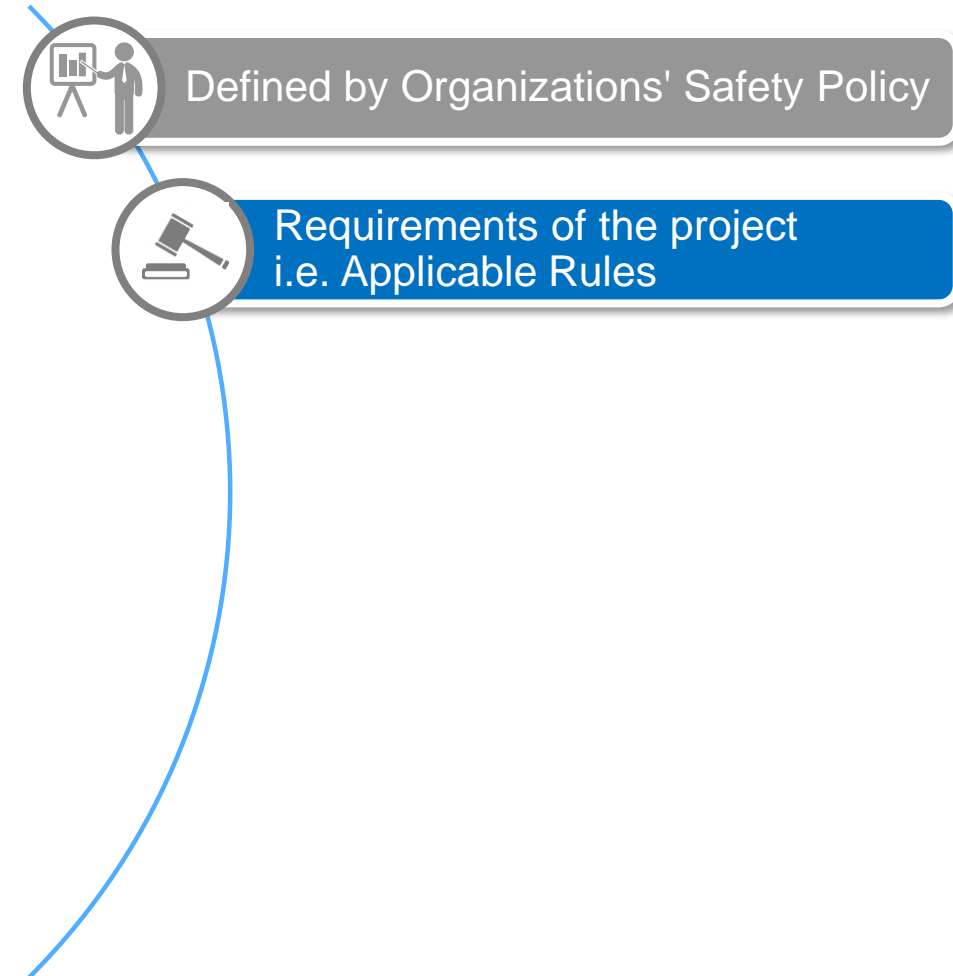 Defined by Organizations' Safety Policy
Requirements of the project
i.e. Applicable Rules